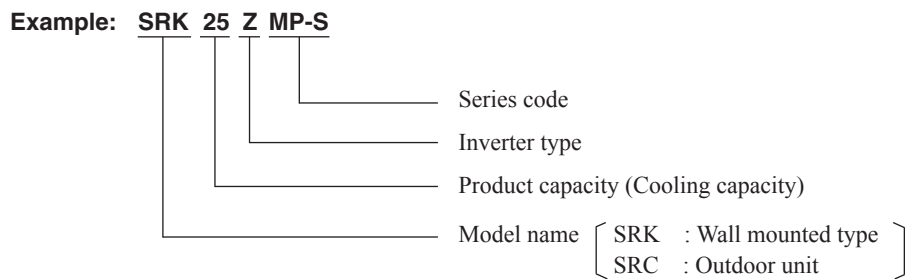 Example: SRK 25 Z MP-S
Series code
Inverter type
Product capacity (Cooling capacity)
Model name SRK : Wall mounted type
SRC : Outdoor unit